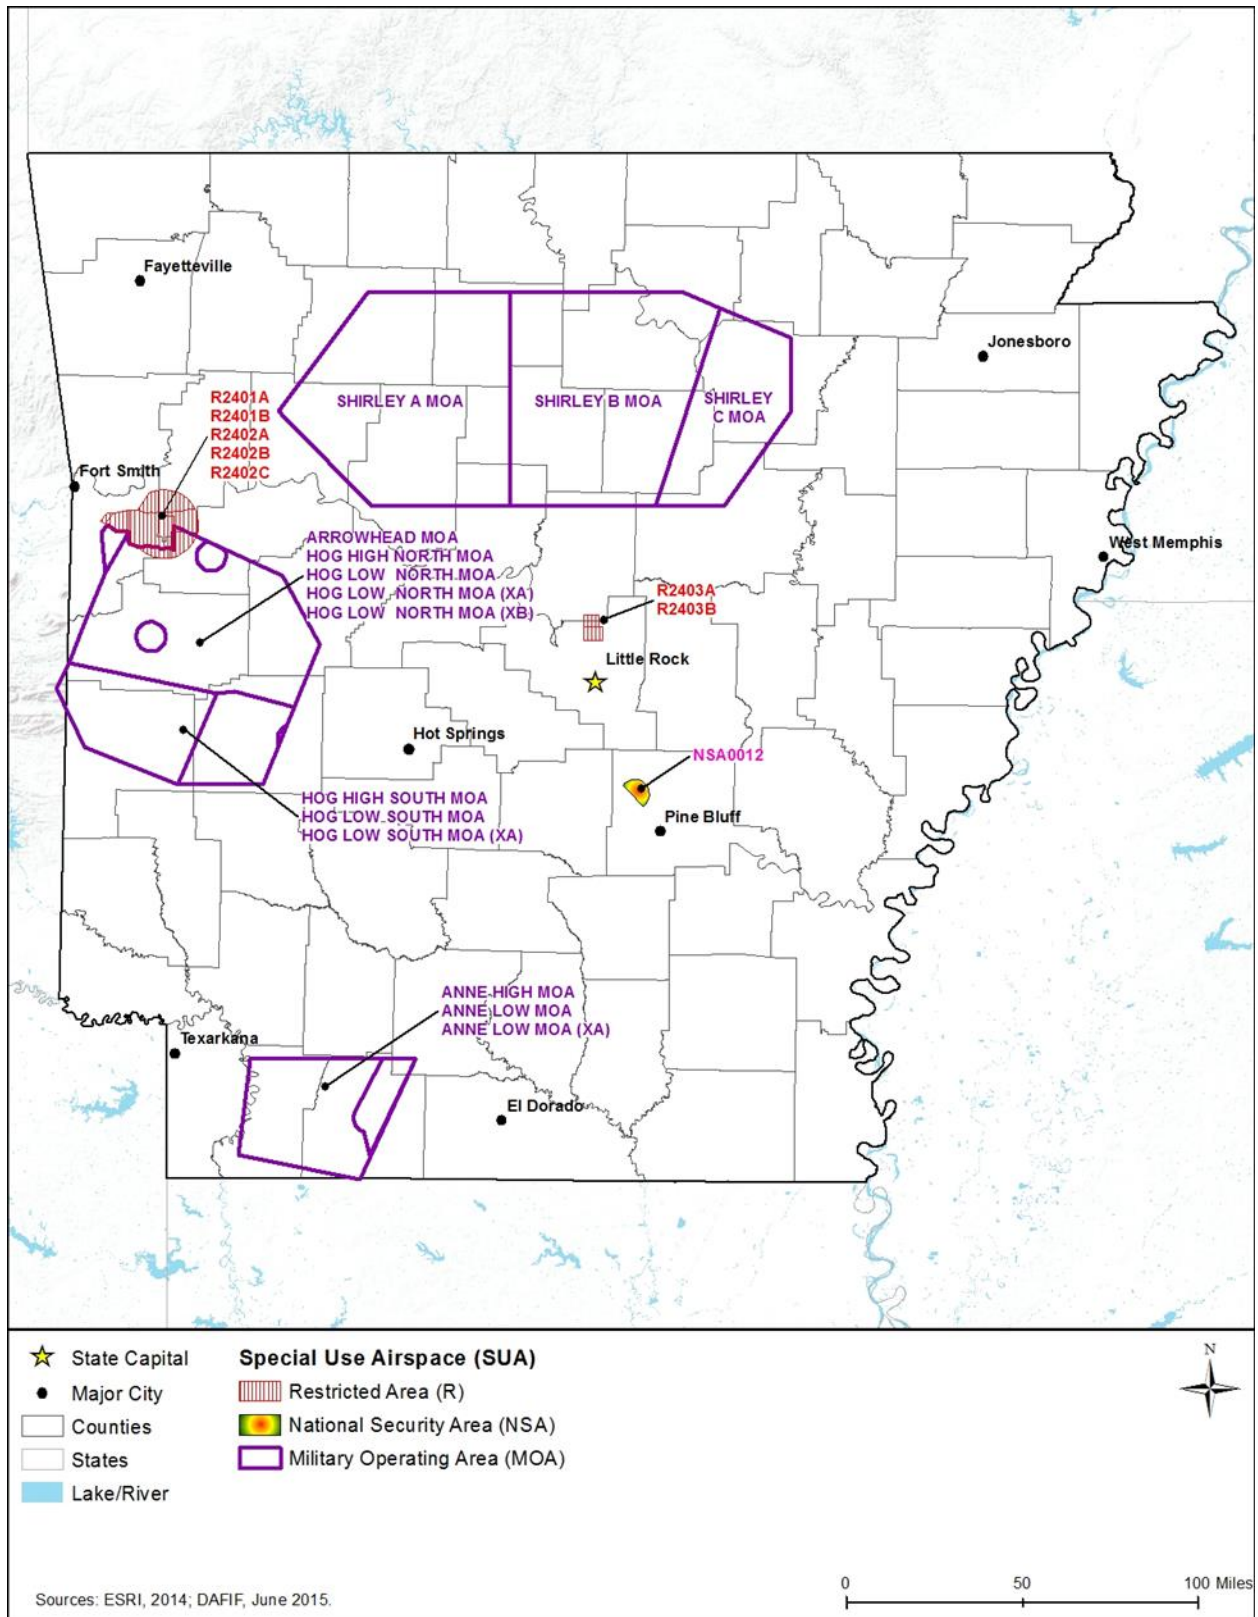 Fayetteville
Jonesboro
R2401A
R2401B
R2402A
R2402B
R2402C
SHIRLEY A MOA
SHIRLEY B MOA
SHIRLEY
C MOA
Fort Smith
ARROWHEAD MOA
HOG HIGH NORTH MOA
HOG LOW NORTH MOA
HOG LOW NORTH MOA (XA)
HOG LOW NORTH MOA (XB)
West Memphis
R2403A
R2403B
Little Rock
Hot Springs
NSA0012
HOG HIGH SOUTH MOA
HOG LOW SOUTH MOA
HOG LOW SOUTH MOA (XA)
Pine Bluff
ANNE HIGH MOA
ANNE LOW MOA
ANNE LOW MOA (XA)
Texarkana
El Dorado
State Capital
Major City
Counties
States
Lake/River
Special Use Airspace (SUA)
Restricted Area (R)
National Security Area (NSA)
Military Operating Area (MOA)
N
0 50 100 Miles
Sources: ESRI, 2014; DAFIF, June 2015.